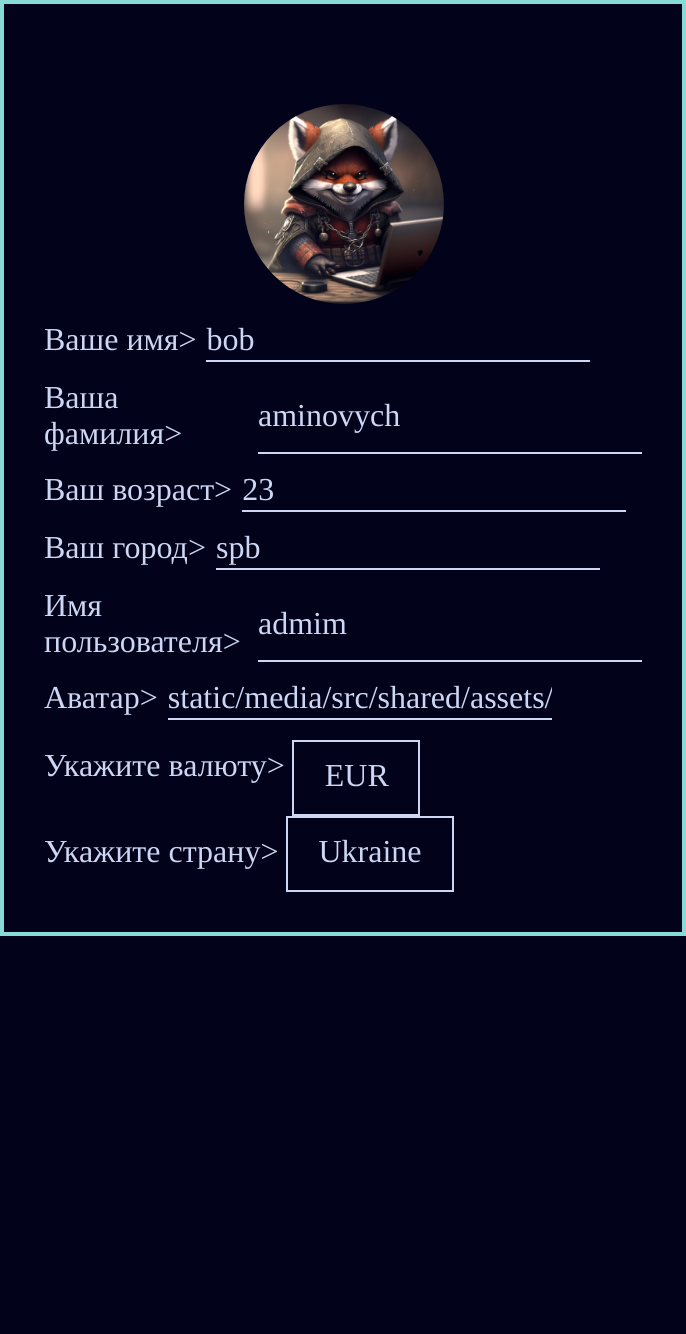 Ваше имя> bob
Ваша
фамилия>
aminovych
Ваш возраст> 23
Ваш город> spb
Имя
пользователя>
admim
Аватар> static/media/src/shared/assets/
Укажите валюту> EUR
Укажите страну> Ukraine